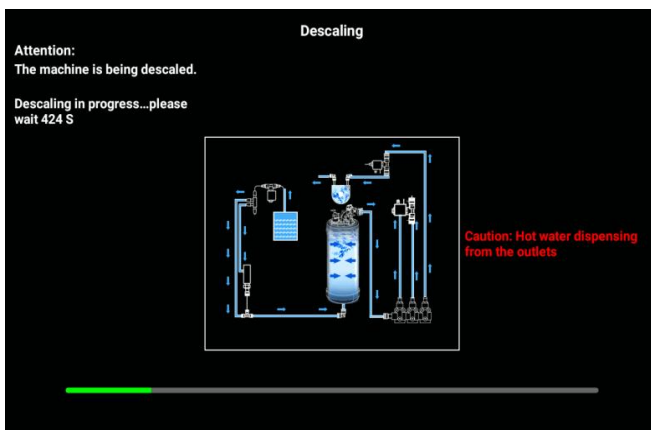 Descaling
Attention:
The machine is being descaled.
Descaling in progress...please
wait 424 S
Caution: Hot water dispensing
from the outlets